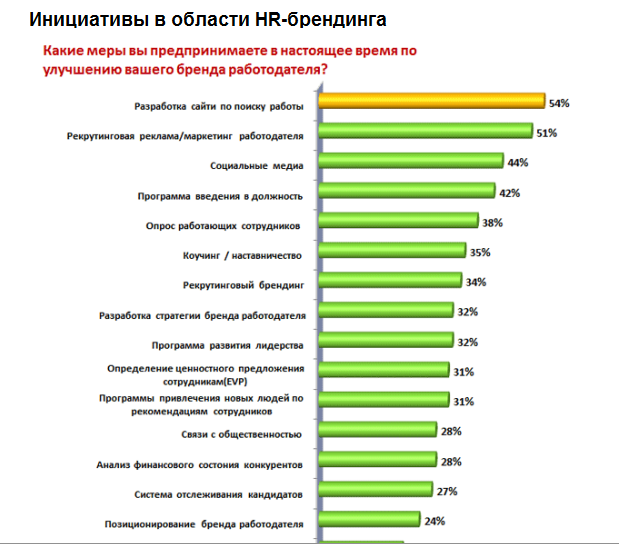 Инициативы в области HR-брендинга
Какие меры вы предпринимаете в настоящее время по
улучшению вашего бренда работодателя?
Разработка сайти по поиску работы 54%
Рекрутинговая реклама/маркетинг работодателя 51%
Социальные медиа 44%
Программа введения в должность 42%
Опрос работающих сотрудников 38%
Коучинг / наставничество 35%
Рекрутинговый брендинг 34%
Разработка стратегии бренда работодателя 32%
Программа развития лидерства 32%
Определение ценностного предложения
сотрудникам(EVP) 31%
Программы привлечения новых людей по
рекомендациям сотрудников 31%
Связи с общественностью 28%
Анализ финансового состония конкурентов 28%
Система отслеживания кандидатов 27%
Позиционирование бренда работодателя 24%